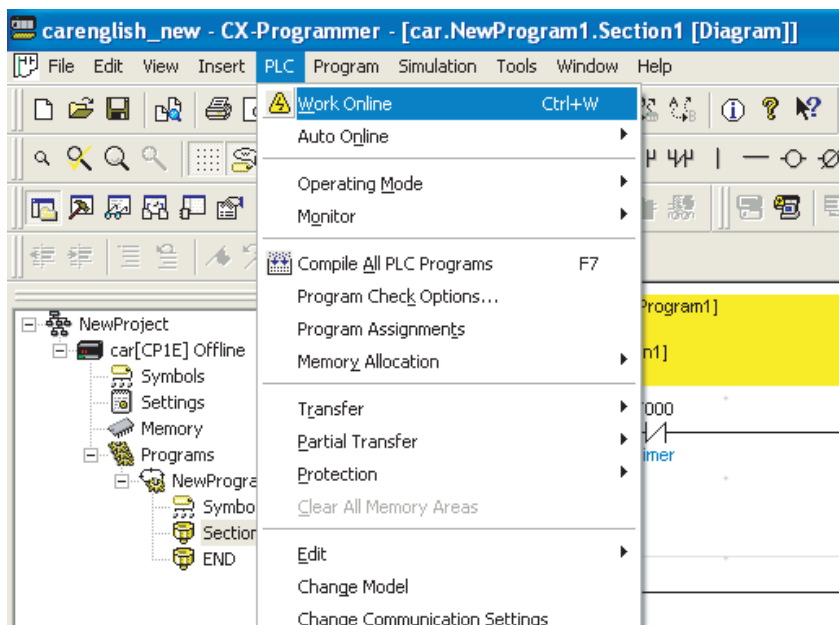 carenglish_new - CX-Programmer - [car.NewProgram1.Section1 [Diagram]]
File Edit View Insert PLC Program Simulation Tools Window Help
Work Online Ctrl+W
Auto Online
Operating Mode
Monitor
Compile All PLC Programs F7
Program Check Options...
Program Assignments
Memory Allocation
Transfer
Partial Transfer
Protection
Clear All Memory Areas
Edit
Change Model
Change Communication Settings
NewProject
car[CP1E] Offline
Symbols
Settings
Memory
Programs
NewProgra
Symbo
Section
END
Program1]
n1]
000
imer